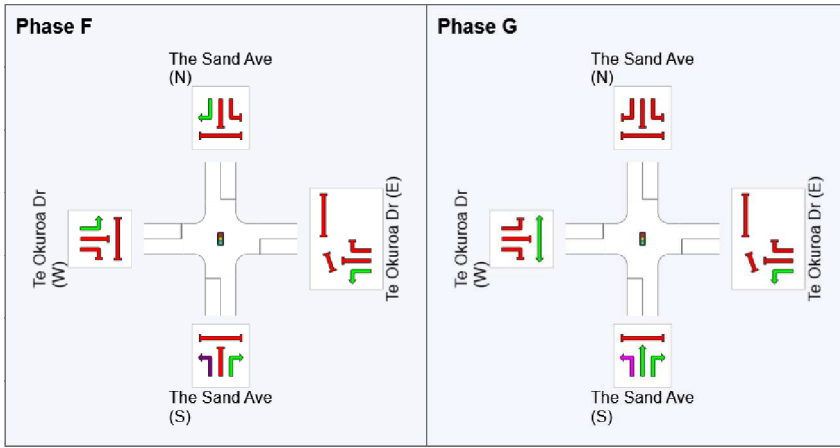 Phase F
The Sand Ave
(N)
Te Okuroa Dr
(W)
Te Okuroa Dr (E)
The Sand Ave
(S)
Phase G
The Sand Ave
(N)
Te Okuroa Dr
(W)
Te Okuroa Dr (E)
The Sand Ave
(S)